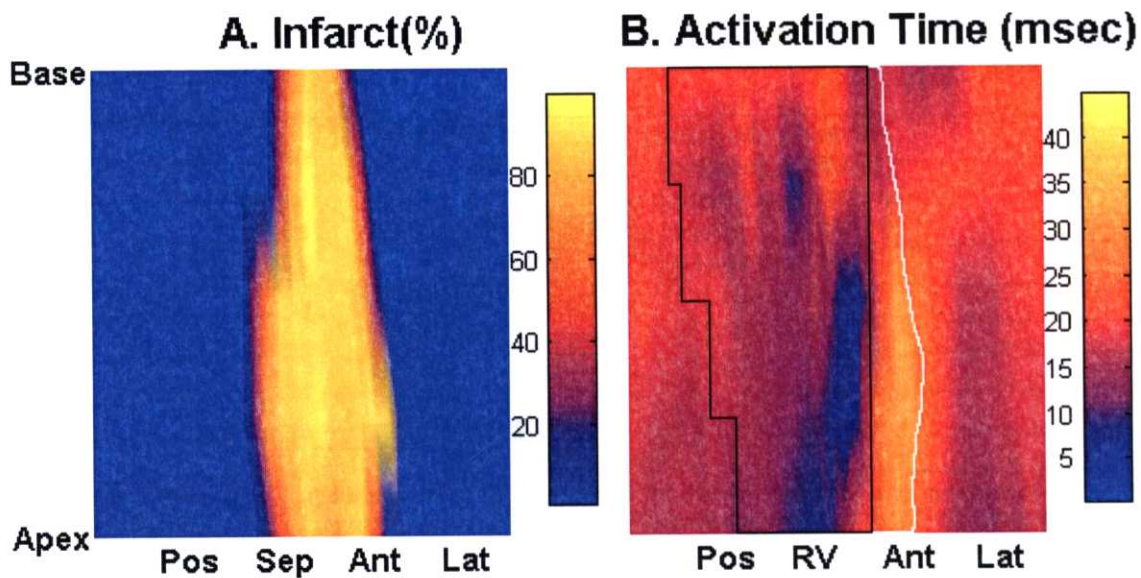 A. Infarct(%)
Base
Apex
80
60
40
20
Pos Sep Ant Lat
B. Activation Time (msec)
40
35
30
25
20
15
10
5
Pos RV Ant Lat